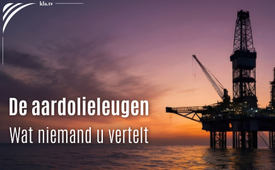 kla.tv
De aardolieleugen
Wat niemand u vertelt